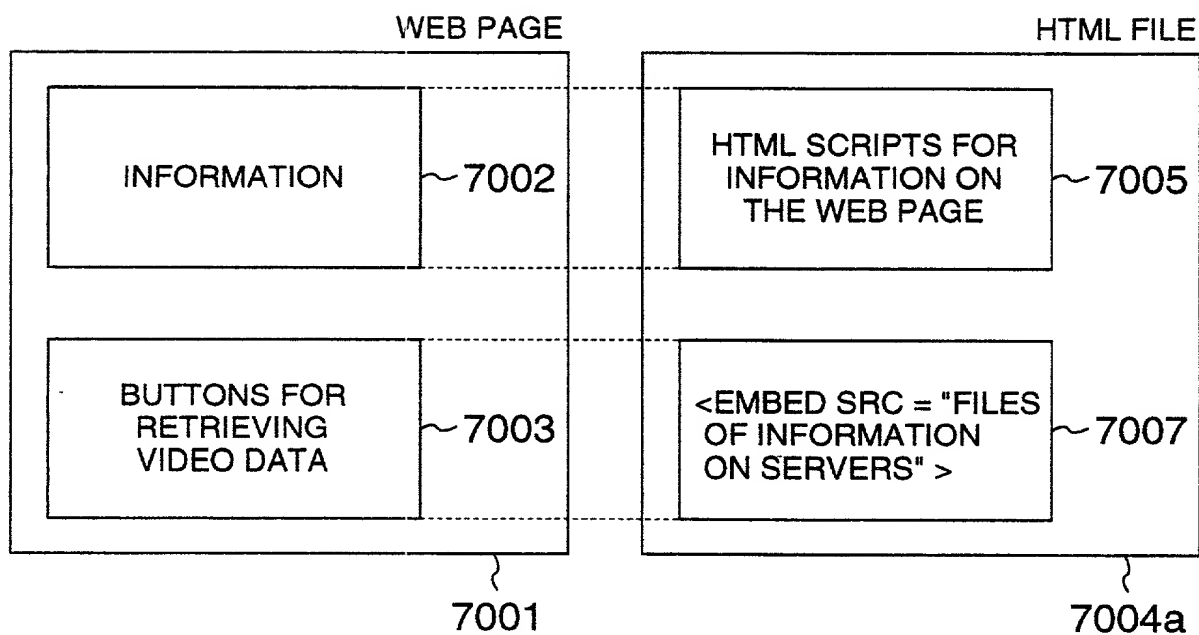 WEB PAGE
INFORMATION
7002
BUTTONS FOR
RETRIEVING
VIDEO DATA
7003
7001
HTML FILE
HTML SCRIPTS FOR
INFORMATION ON
THE WEB PAGE
7005
<EMBED SRC = "FILES
OF INFORMATION
ON SERVERS" >
7007
7004a